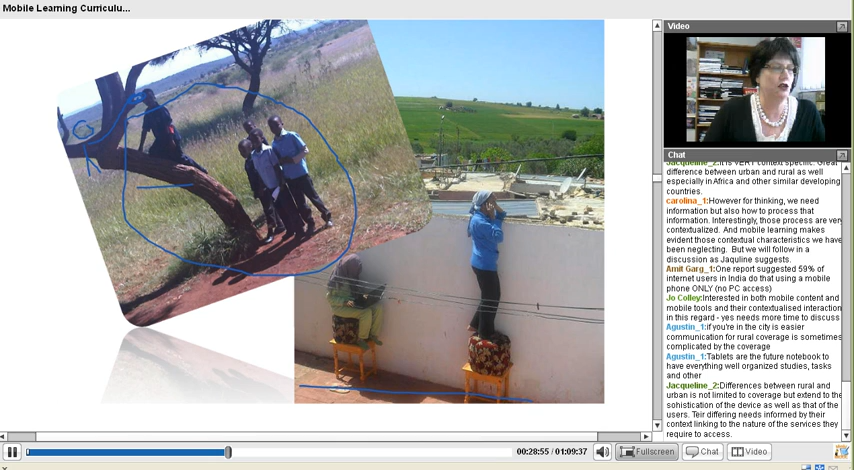 Mobile Learning Curriculu...
Video
Chat
Jacqueline_2:It is VERY context specific. Great
difference between urban and rural as well
especially in Africa and other similar developing
countries.
carolina_1:However for thinking, we need
information but also how to process that
information. Interestingly, those process are very
contextualized. And mobile learning makes
evident those contextual characteristics we have
been neglecting. But we will follow in a
discussion as Jaquline suggests.
Amit Garg_1:One report suggested 59% of
internet users in India do that using a mobile
phone ONLY (no PC access)
Jo Colley:Interested in both mobile content and
mobile tools and their contextualised interaction
in this regard - yes needs more time to discuss
Agustin_1:if you're in the city is easier
communication for rural coverage is sometimes
complicated by the coverage
Agustin_1:Tablets are the future notebook to
have everything well organized studies, tasks
and other
Jacqueline_2:Differences between rural and
urban is not limited to coverage but extend to the
sohistication of the device as well as that of the
users. Teir differing needs informed by their
context linking to the nature of the services they
require to access.
00:28:55 / 01:09:37
Fullscreen
Chat
Video